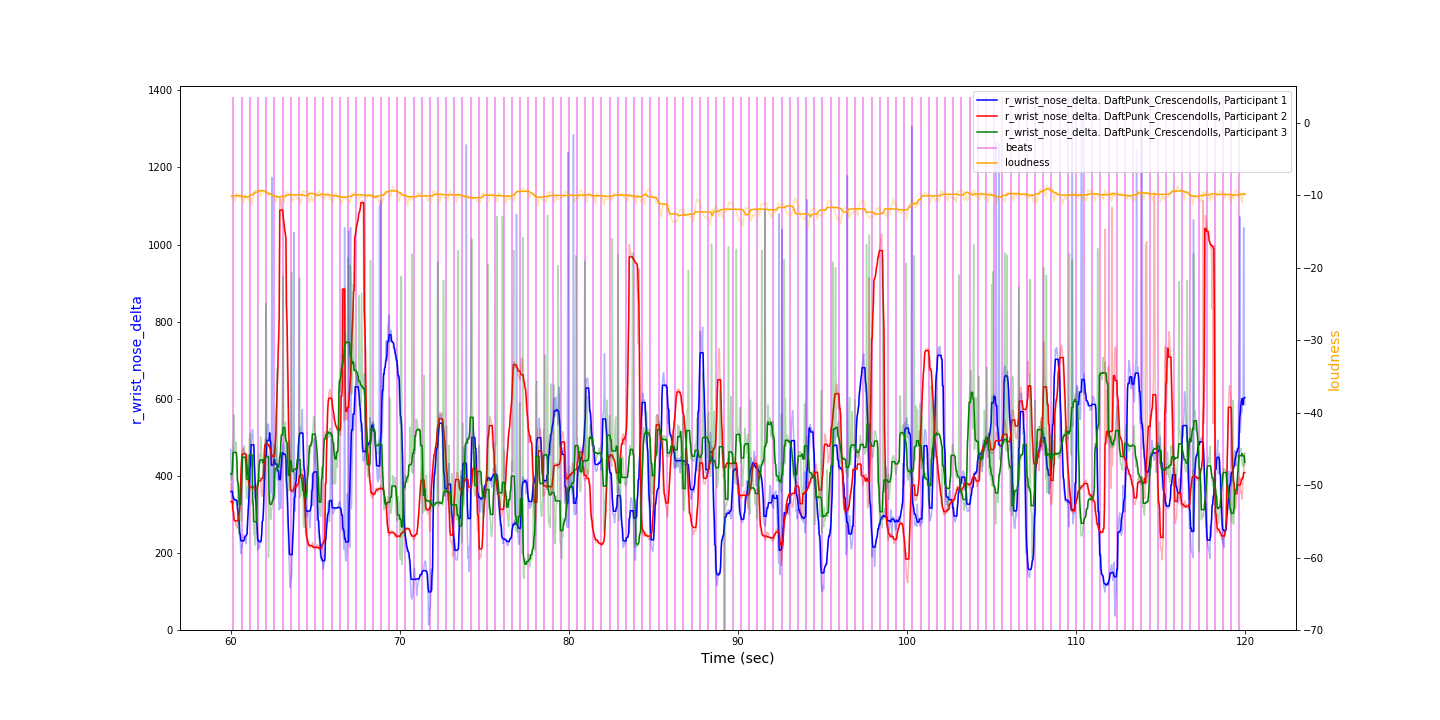 r_wrist_nose_delta. DaftPunk_Crescendolls, Participant 1
r_wrist_nose_delta. DaftPunk_Crescendolls, Participant 2
r_wrist_nose_delta. DaftPunk_Crescendolls, Participant 3
beats
loudness
1400
1200
1000
800
600
400
200
0
r_wrist_nose_delta
0
−10
−20
−30
−40
−50
−60
−70
loudness
60
70
80
90
100
110
120
Time (sec)